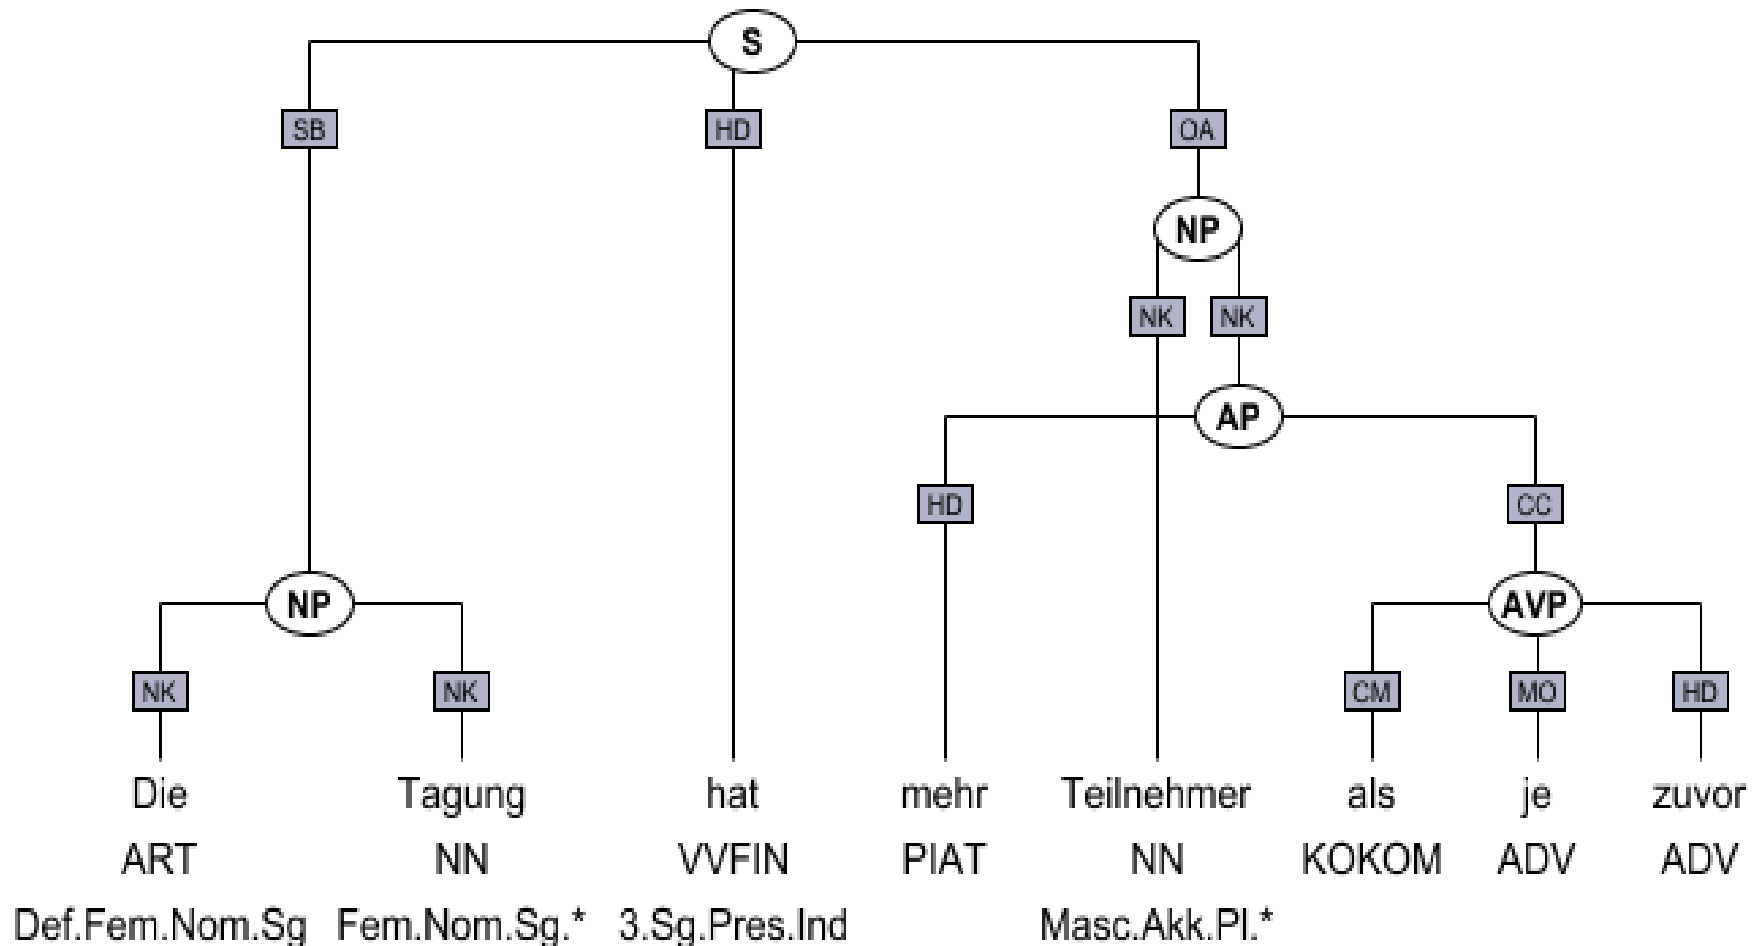 S
SB HD OA
NP
NK NK
AP
HD CC
NP AVP
NK NK CM MO HD
Die Tagung hat mehr Teilnehmer als je zuvor
ART NN VVFIN PIAT NN KOKOM ADV ADV
Def.Fem.Nom.Sg Fem.Nom.Sg.* 3.Sg.Pres.Ind Masc.Akk.Pl.*